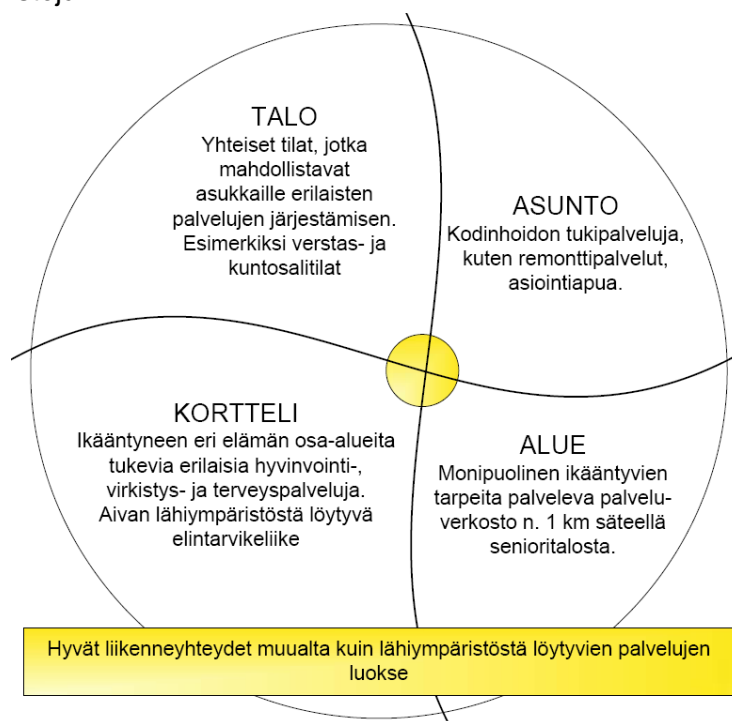 TALO
Yhteiset tilat, jotka
mahdollistavat
asukkaille erilaisten
palvelujen järjestämisen.
Esimerkiksi verstas- ja
kuntosalitilat
ASUNTO
Kodinhoidon tukipalveluja,
kuten remonttipalvelut,
asiointiapua.
KORTTELI
Ikääntyneen eri elämän osa-alueita
tukevia erilaisia hyvinvointi-,
virkistys- ja terveyspalveluja.
Aivan lähiympäristöstä löytyvä
elintarvikeliike
ALUE
Monipuolinen ikääntyvien
tarpeita palveleva palvelu-
verkosto n. 1 km säteellä
senioritalosta.
Hyvät liikenneyhteydet muualta kuin lähiympäristöstä löytyvien palvelujen
luokse